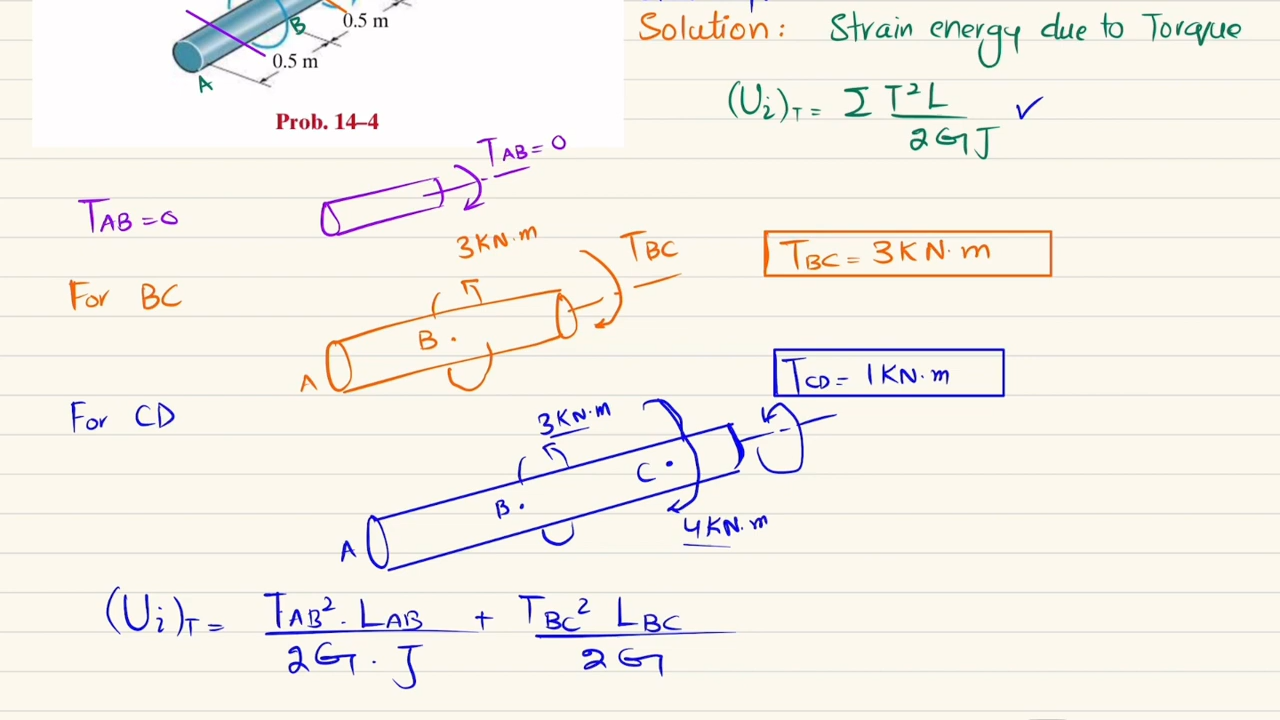 B
B
0.5 m
0.5 m
A
Prob. 14–4
Solution: Strain energy due to Torque
(Ui)T = Σ T²L / 2GJ ✓
TAB = 0
TAB = 0
3KN·m
TBC
TBC = 3KN·m
For BC
B
A
TCD = 1KN·m
For CD
3KN·m
C
B
4KN·m
A
(Ui)T = TAB² · LAB / 2G · J + TBC² LBC / 2G